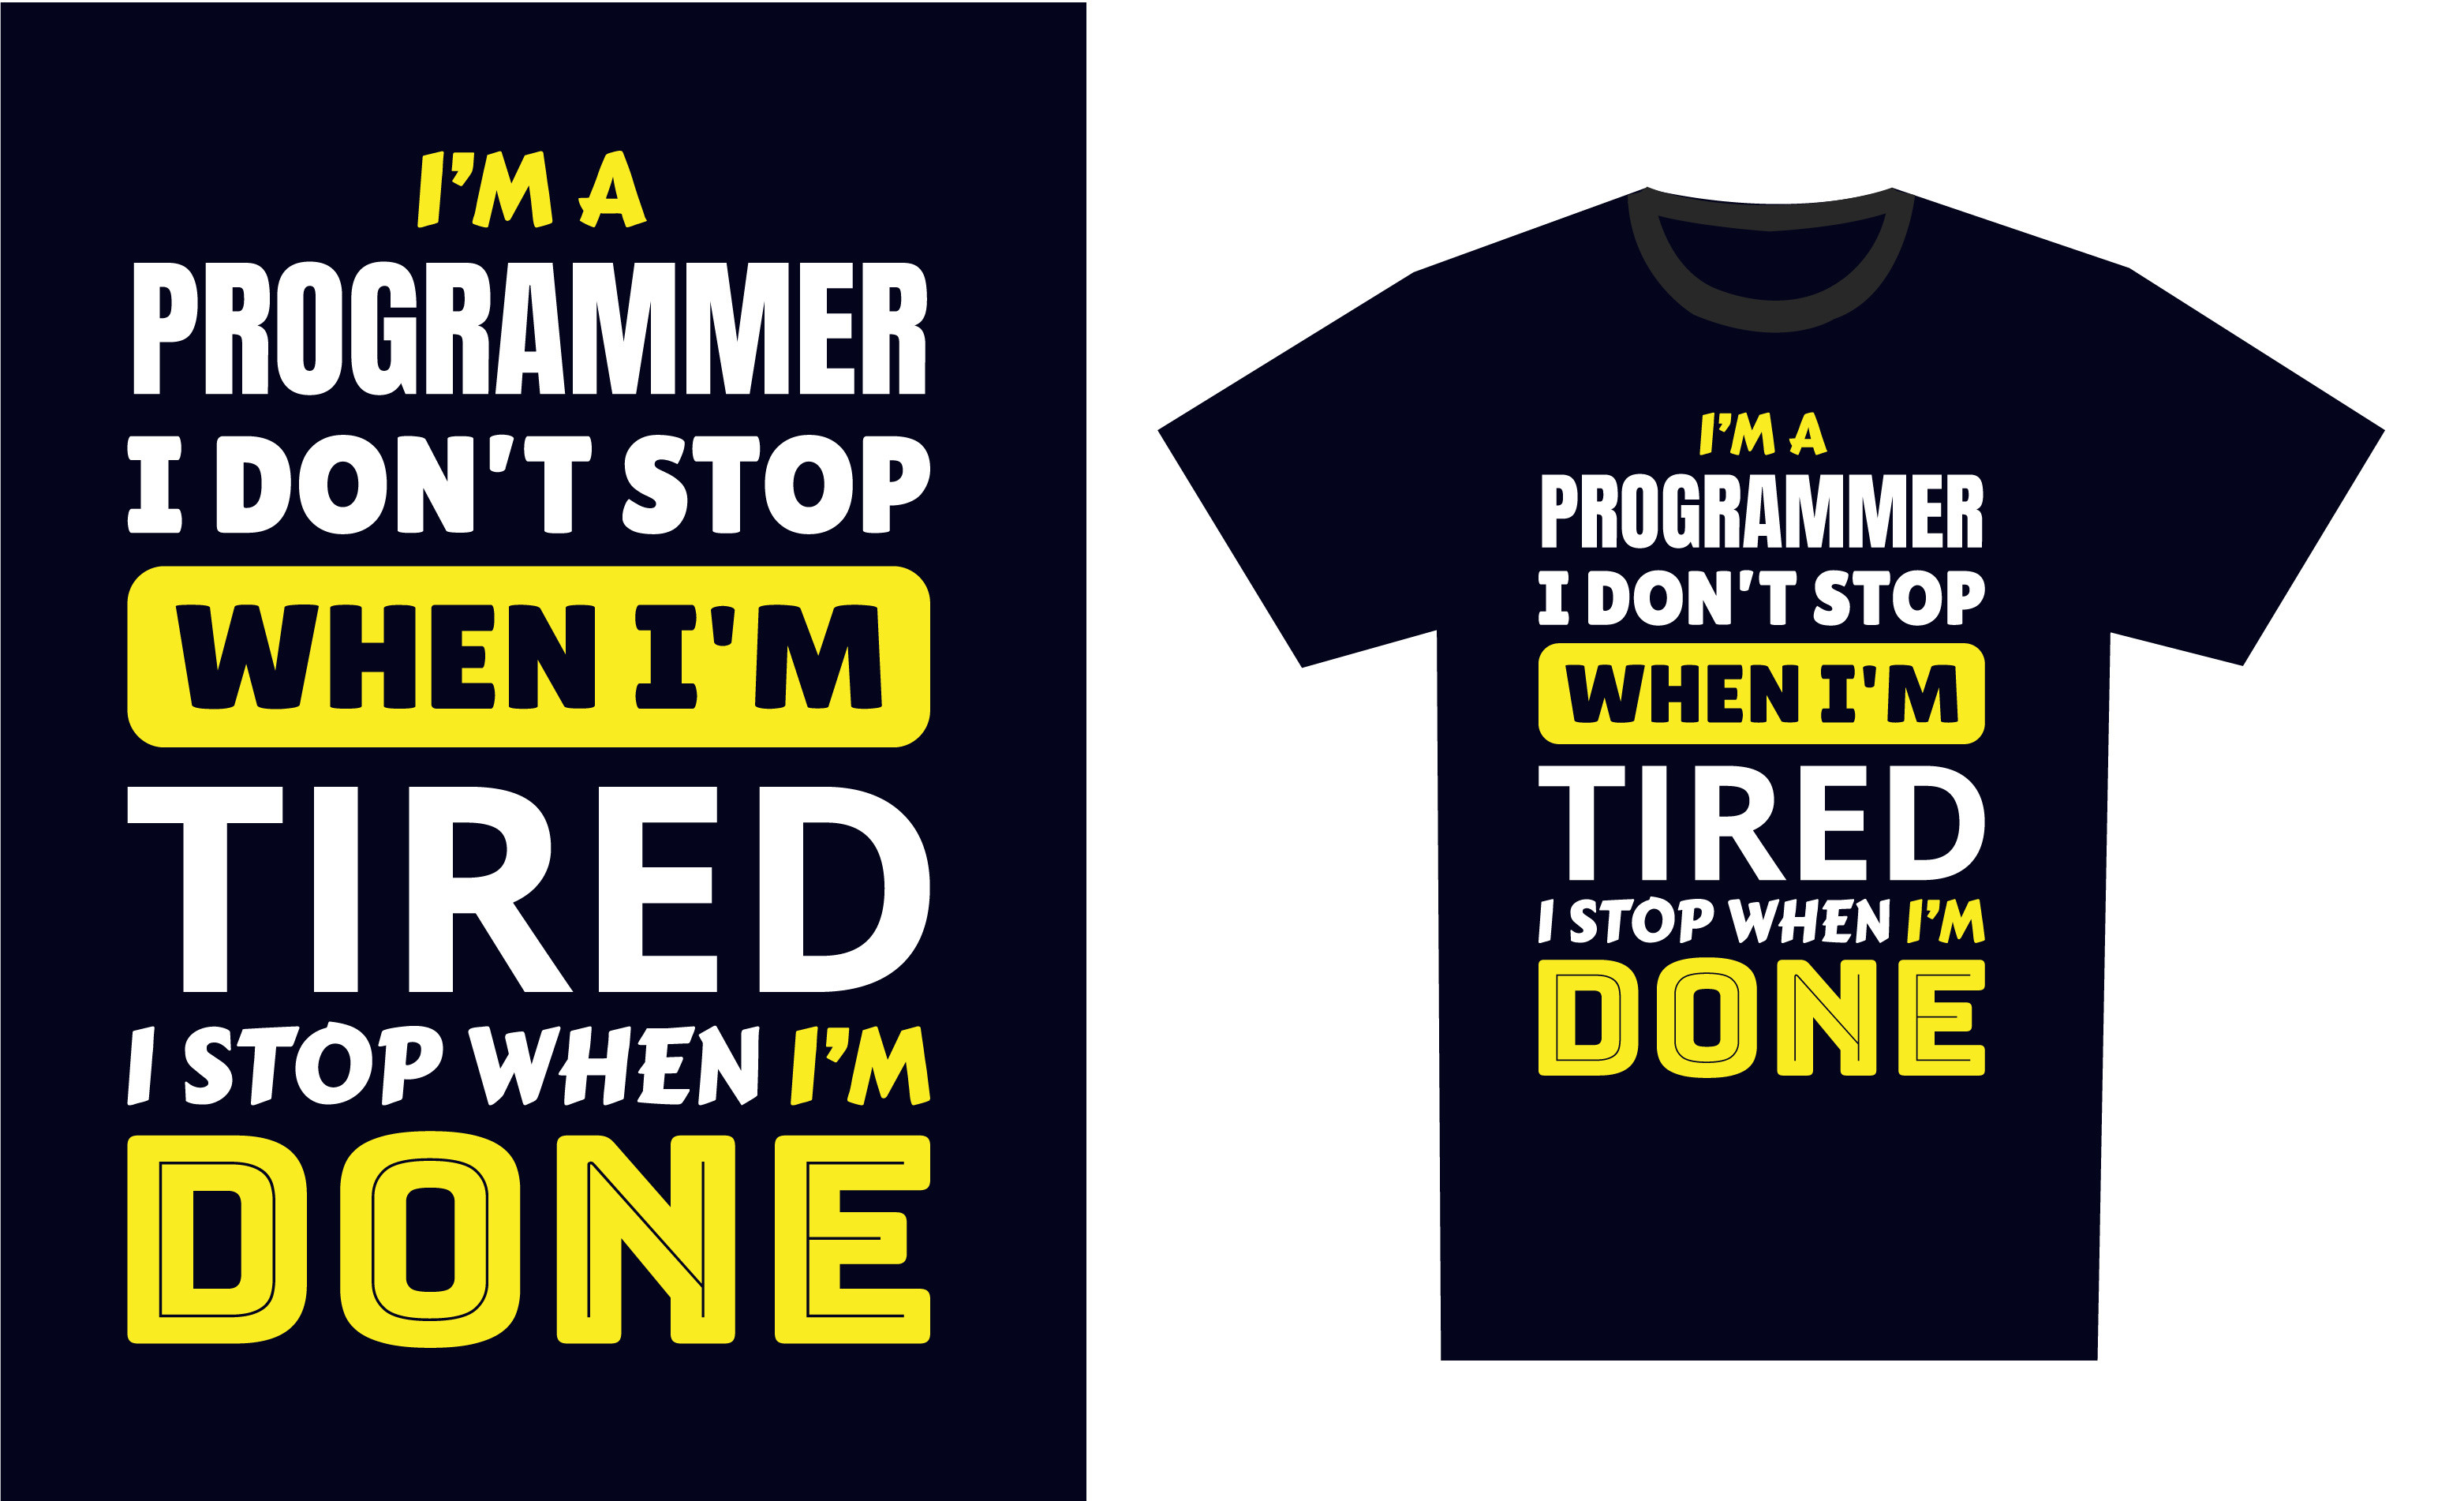 I'M A
PROGRAMMER
I DON'T STOP
WHEN I'M
TIRED
I STOP WHEN I'M
DONE
I'M A
PROGRAMMER
I DON'T STOP
WHEN I'M
TIRED
I STOP WHEN I'M
DONE